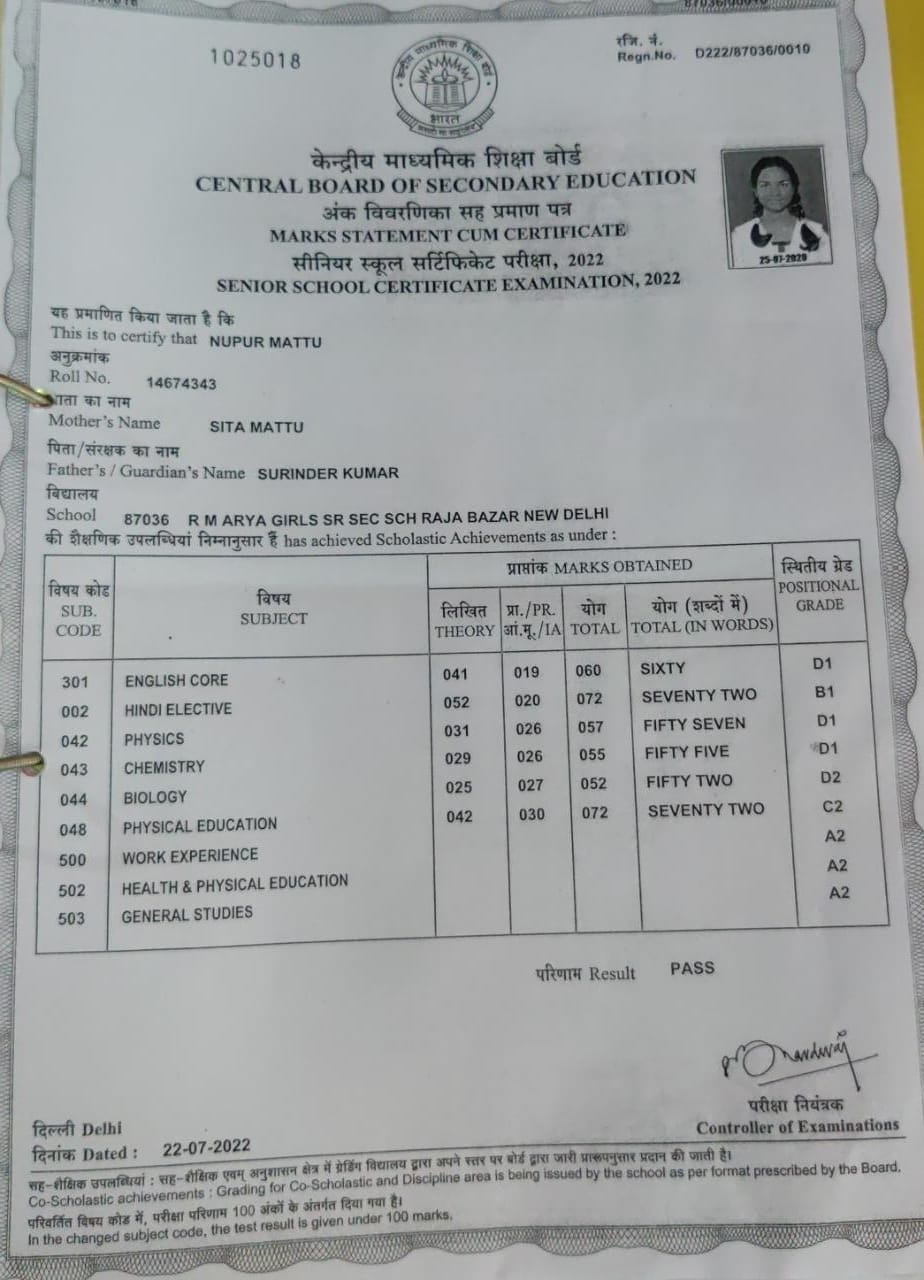 87036/0010
1025018
रजि. नं.
Regn.No. D222/87036/0010
केन्द्रीय माध्यमिक शिक्षा बोर्ड
भारत
केन्द्रीय माध्यमिक शिक्षा बोर्ड
CENTRAL BOARD OF SECONDARY EDUCATION
अंक विवरणिका सह प्रमाण पत्र
MARKS STATEMENT CUM CERTIFICATE
सीनियर स्कूल सर्टिफिकेट परीक्षा, 2022
SENIOR SCHOOL CERTIFICATE EXAMINATION, 2022
25-07-2020
यह प्रमाणित किया जाता है कि
This is to certify that NUPUR MATTU
अनुक्रमांक
Roll No. 14674343
माता का नाम
Mother's Name SITA MATTU
पिता/संरक्षक का नाम
Father's / Guardian's Name SURINDER KUMAR
विद्यालय
School 87036 R M ARYA GIRLS SR SEC SCH RAJA BAZAR NEW DELHI
की शैक्षणिक उपलब्धियां निम्नानुसार हैं has achieved Scholastic Achievements as under :
विषय कोड SUB. CODE
विषय SUBJECT
प्राप्तांक MARKS OBTAINED
लिखित THEORY
प्रा./PR. आं.मू./IA
योग TOTAL
योग (शब्दों में) TOTAL (IN WORDS)
स्थितीय ग्रेड POSITIONAL GRADE
301 ENGLISH CORE 041 019 060 SIXTY D1
002 HINDI ELECTIVE 052 020 072 SEVENTY TWO B1
042 PHYSICS 031 026 057 FIFTY SEVEN D1
043 CHEMISTRY 029 026 055 FIFTY FIVE D1
044 BIOLOGY 025 027 052 FIFTY TWO D2
048 PHYSICAL EDUCATION 042 030 072 SEVENTY TWO C2
500 WORK EXPERIENCE A2
502 HEALTH & PHYSICAL EDUCATION A2
503 GENERAL STUDIES A2
परिणाम Result PASS
परीक्षा नियंत्रक
Controller of Examinations
दिल्ली Delhi
दिनांक Dated : 22-07-2022
सह-शैक्षिक उपलब्धियां : सह-शैक्षिक एवम् अनुशासन क्षेत्र में ग्रेडिंग विद्यालय द्वारा अपने स्तर पर बोर्ड द्वारा जारी प्रारूपनुसार प्रदान की जाती है।
Co-Scholastic achievements : Grading for Co-Scholastic and Discipline area is being issued by the school as per format prescribed by the Board.
परिवर्तित विषय कोड में, परीक्षा परिणाम 100 अंकों के अंतर्गत दिया गया है।
In the changed subject code, the test result is given under 100 marks.